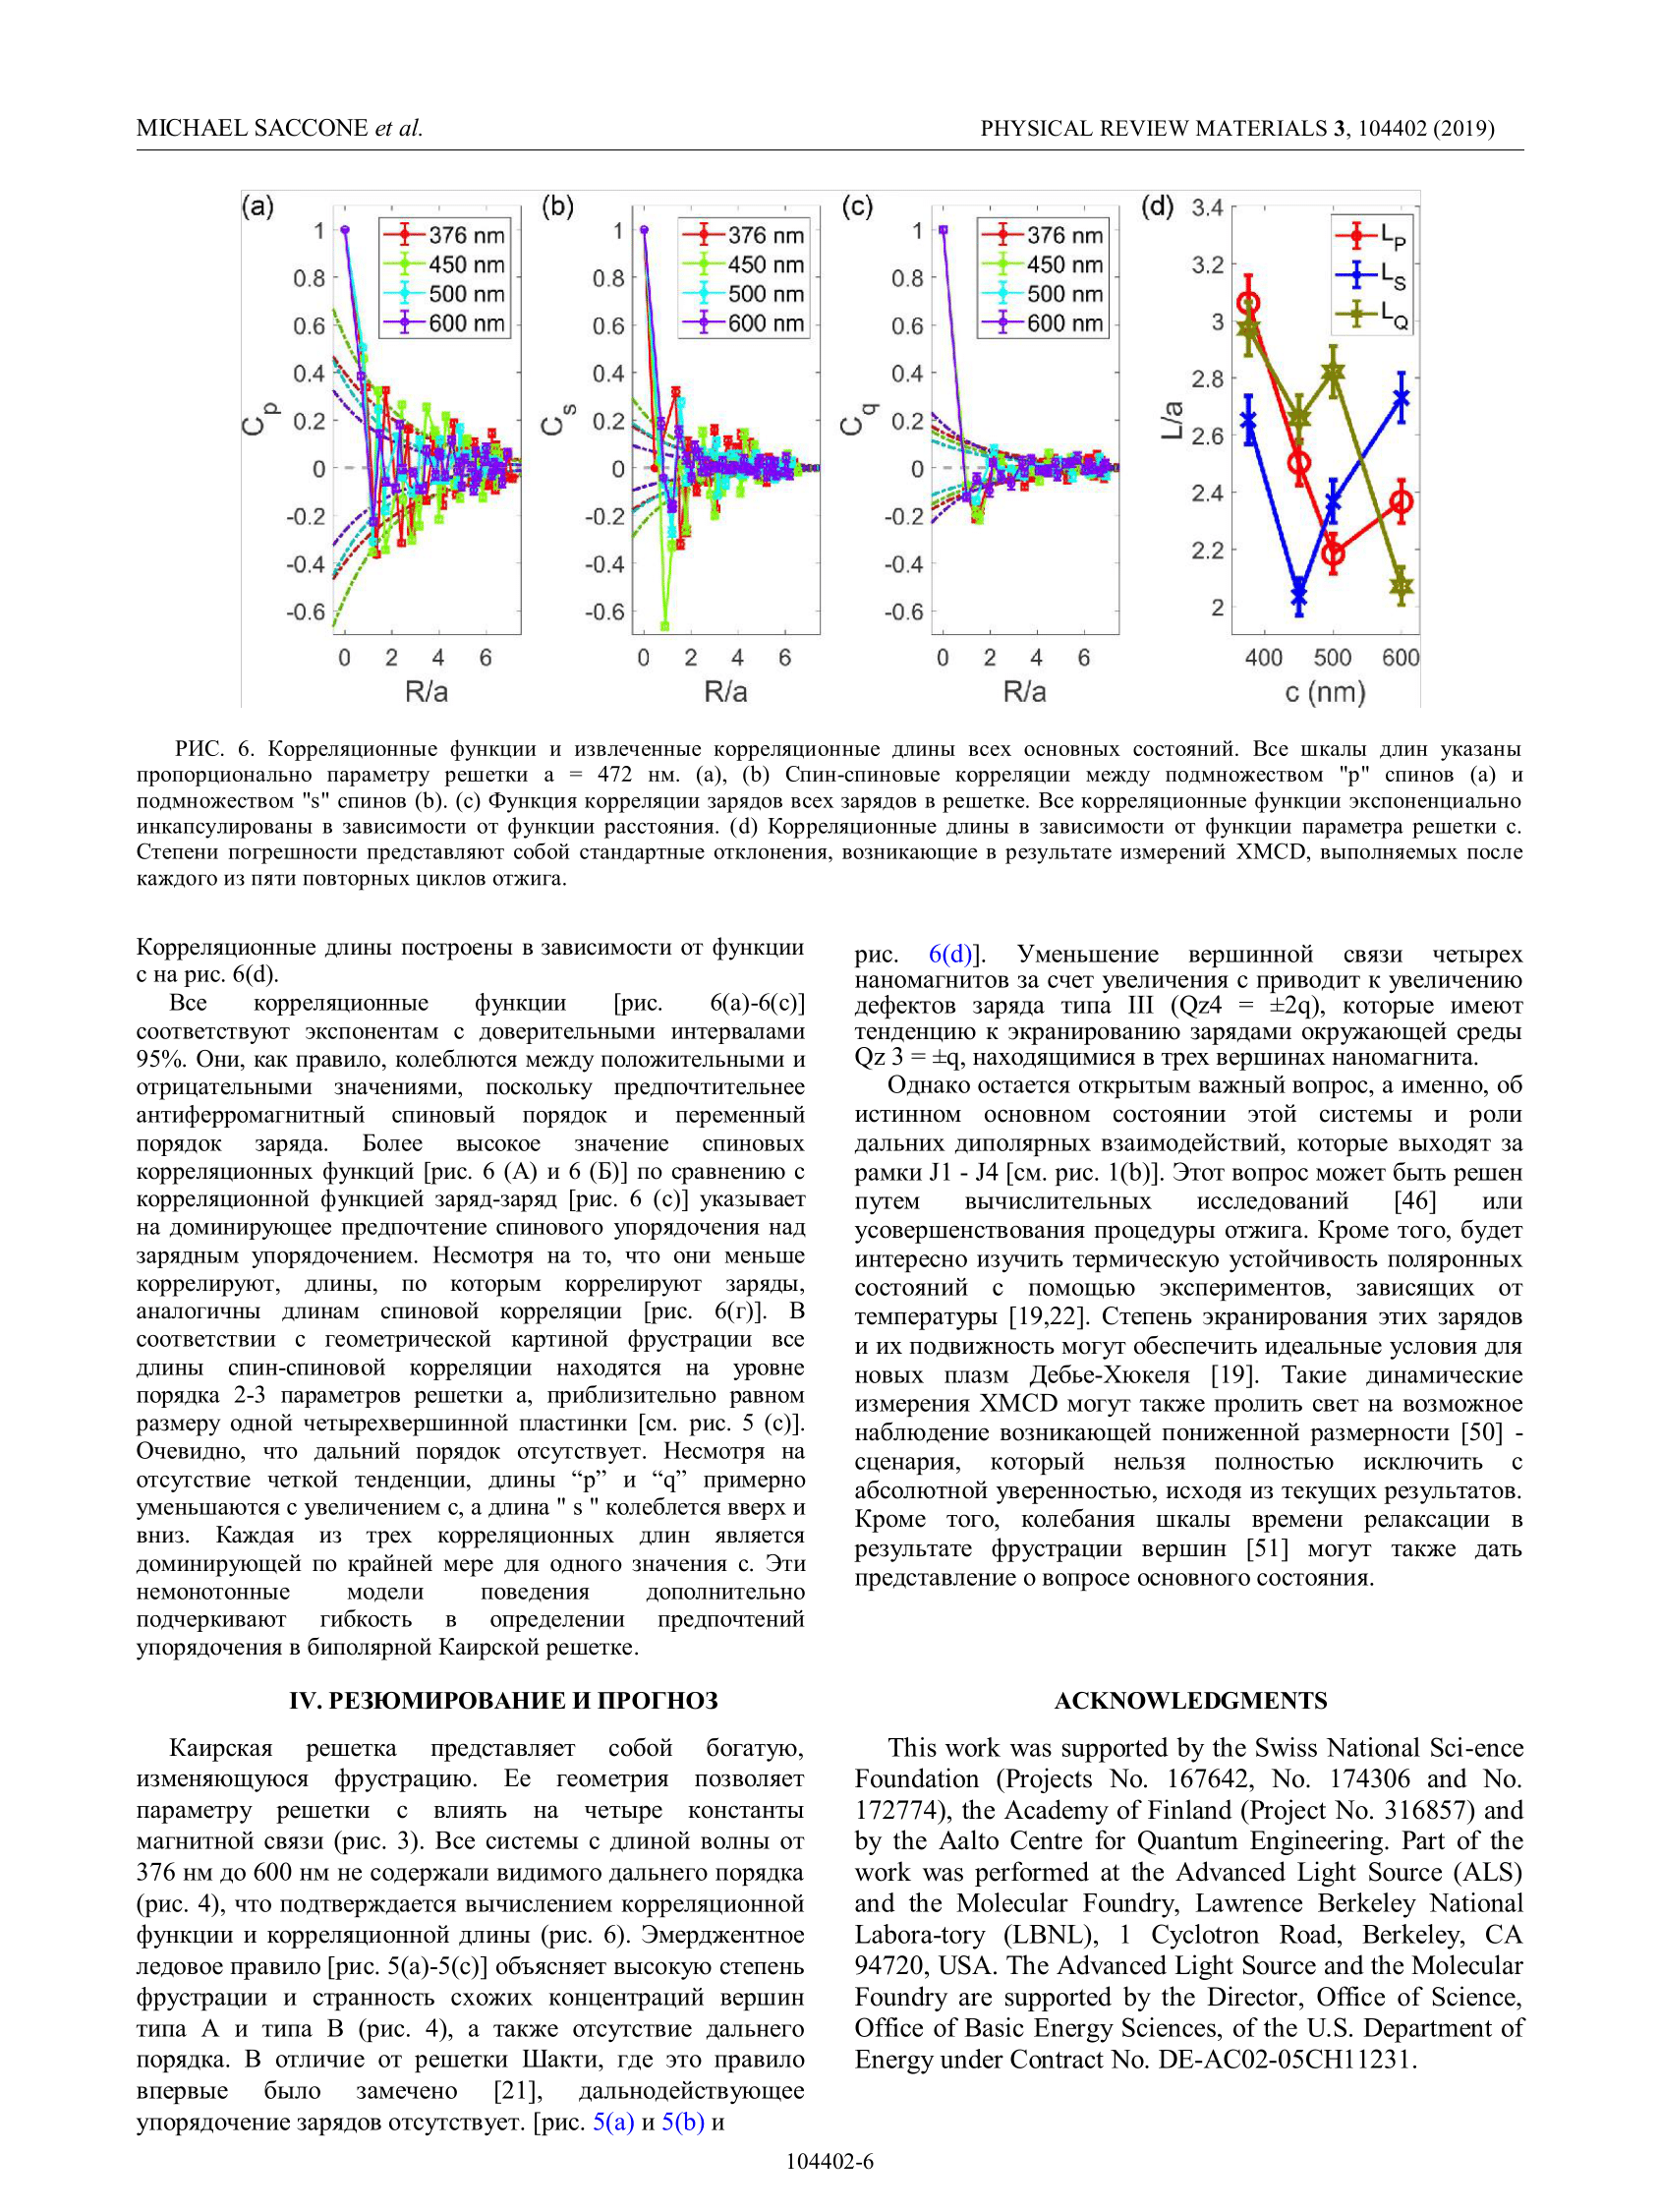 MICHAEL SACCONE et al.
PHYSICAL REVIEW MATERIALS 3, 104402 (2019)
(a)
1
0.8
0.6
0.4
0.2
0
-0.2
-0.4
-0.6
Cp
0 2 4 6
R/a
376 nm
450 nm
500 nm
600 nm
(b)
1
0.8
0.6
0.4
0.2
0
-0.2
-0.4
-0.6
Cs
0 2 4 6
R/a
376 nm
450 nm
500 nm
600 nm
(c)
1
0.8
0.6
0.4
0.2
0
-0.2
-0.4
-0.6
Cq
0 2 4 6
R/a
376 nm
450 nm
500 nm
600 nm
(d)
3.4
3.2
3
2.8
2.6
2.4
2.2
2
L/a
400 500 600
c (nm)
LP
LS
LQ
РИС. 6. Корреляционные функции и извлеченные корреляционные длины всех основных состояний. Все шкалы длин указаны
пропорционально параметру решетки a = 472 нм. (a), (b) Спин-спиновые корреляции между подмножеством "p" спинов (a) и
подмножеством "s" спинов (b). (c) Функция корреляции зарядов всех зарядов в решетке. Все корреляционные функции экспоненциально
инкапсулированы в зависимости от функции расстояния. (d) Корреляционные длины в зависимости от функции параметра решетки c.
Степени погрешности представляют собой стандартные отклонения, возникающие в результате измерений XMCD, выполняемых после
каждого из пяти повторных циклов отжига.
Корреляционные длины построены в зависимости от функции
c на рис. 6(d).
Все корреляционные функции [рис. 6(a)-6(c)]
соответствуют экспонентам с доверительными интервалами
95%. Они, как правило, колеблются между положительными и
отрицательными значениями, поскольку предпочтительнее
антиферромагнитный спиновый порядок и переменный
порядок заряда. Более высокое значение спиновых
корреляционных функций [рис. 6 (А) и 6 (Б)] по сравнению с
корреляционной функцией заряд-заряд [рис. 6 (c)] указывает
на доминирующее предпочтение спинового упорядочения над
зарядным упорядочением. Несмотря на то, что они меньше
коррелируют, длины, по которым коррелируют заряды,
аналогичны длинам спиновой корреляции [рис. 6(г)]. В
соответствии с геометрической картиной фрустрации все
длины спин-спиновой корреляции находятся на уровне
порядка 2-3 параметров решетки a, приблизительно равном
размеру одной четырехвершинной пластинки [см. рис. 5 (c)].
Очевидно, что дальний порядок отсутствует. Несмотря на
отсутствие четкой тенденции, длины “p” и “q” примерно
уменьшаются с увеличением c, а длина " s " колеблется вверх и
вниз. Каждая из трех корреляционных длин является
доминирующей по крайней мере для одного значения c. Эти
немонотонные модели поведения дополнительно
подчеркивают гибкость в определении предпочтений
упорядочения в биполярной Каирской решетке.
IV. РЕЗЮМИРОВАНИЕ И ПРОГНОЗ
Каирская решетка представляет собой богатую,
изменяющуюся фрустрацию. Ее геометрия позволяет
параметру решетки c влиять на четыре константы
магнитной связи (рис. 3). Все системы с длиной волны от
376 нм до 600 нм не содержали видимого дальнего порядка
(рис. 4), что подтверждается вычислением корреляционной
функции и корреляционной длины (рис. 6). Эмерджентное
ледовое правило [рис. 5(a)-5(c)] объясняет высокую степень
фрустрации и странность схожих концентраций вершин
типа A и типа B (рис. 4), а также отсутствие дальнего
порядка. В отличие от решетки Шакти, где это правило
впервые было замечено [21], дальнодействующее
упорядочение зарядов отсутствует. [рис. 5(a) и 5(b) и
рис. 6(d)]. Уменьшение вершинной связи четырех
наномагнитов за счет увеличения c приводит к увеличению
дефектов заряда типа III (Qz4 = ±2q), которые имеют
тенденцию к экранированию зарядами окружающей среды
Qz 3 = ±q, находящимися в трех вершинах наномагнита.
Однако остается открытым важный вопрос, а именно, об
истинном основном состоянии этой системы и роли
дальних диполярных взаимодействий, которые выходят за
рамки J1 - J4 [см. рис. 1(b)]. Этот вопрос может быть решен
путем вычислительных исследований [46] или
усовершенствования процедуры отжига. Кроме того, будет
интересно изучить термическую устойчивость поляронных
состояний с помощью экспериментов, зависящих от
температуры [19,22]. Степень экранирования этих зарядов
и их подвижность могут обеспечить идеальные условия для
новых плазм Дебье-Хюкеля [19]. Такие динамические
измерения XMCD могут также пролить свет на возможное
наблюдение возникающей пониженной размерности [50] -
сценария, который нельзя полностью исключить с
абсолютной уверенностью, исходя из текущих результатов.
Кроме того, колебания шкалы времени релаксации в
результате фрустрации вершин [51] могут также дать
представление о вопросе основного состояния.
ACKNOWLEDGMENTS
This work was supported by the Swiss National Sci-ence
Foundation (Projects No. 167642, No. 174306 and No.
172774), the Academy of Finland (Project No. 316857) and
by the Aalto Centre for Quantum Engineering. Part of the
work was performed at the Advanced Light Source (ALS)
and the Molecular Foundry, Lawrence Berkeley National
Labora-tory (LBNL), 1 Cyclotron Road, Berkeley, CA
94720, USA. The Advanced Light Source and the Molecular
Foundry are supported by the Director, Office of Science,
Office of Basic Energy Sciences, of the U.S. Department of
Energy under Contract No. DE-AC02-05CH11231.
104402-6